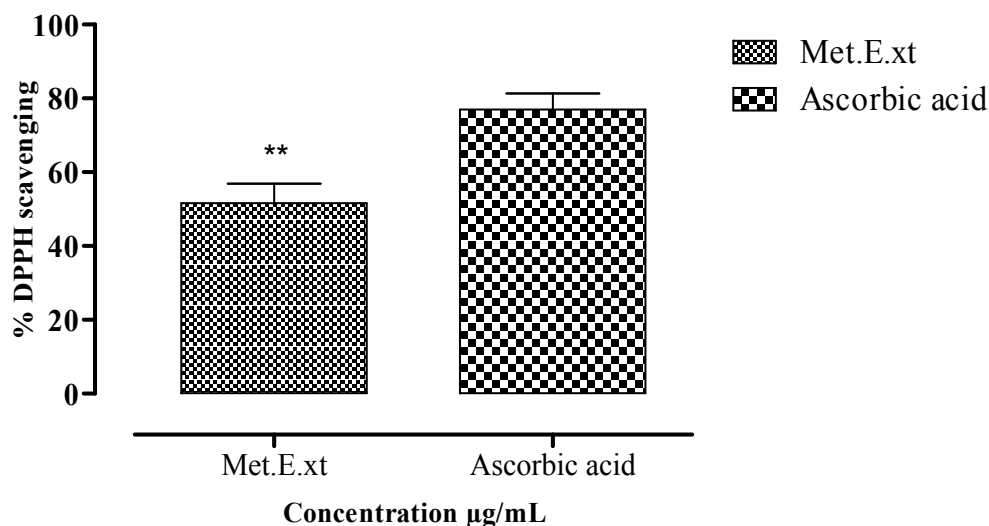 % DPPH scavenging
100
80
60
40
20
0
**
Met.E.xt
Ascorbic acid
Met.E.xt
Ascorbic acid
Concentration µg/mL